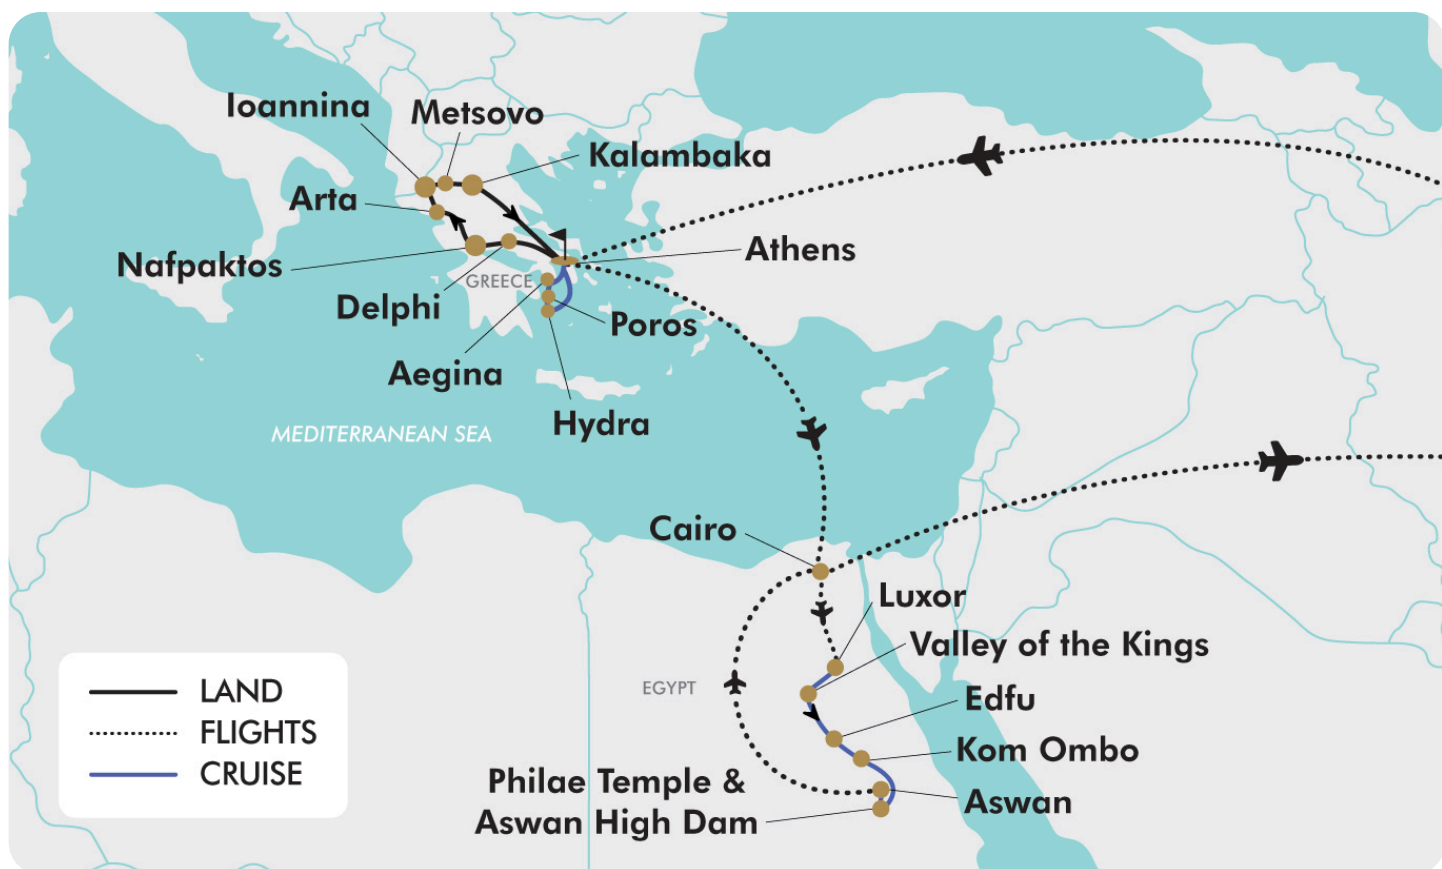 Ioannina
Metsovo
Kalambaka
Arta
Athens
Nafpaktos
GREECE
Delphi
Poros
Aegina
Hydra
MEDITERRANEAN SEA
Cairo
Luxor
Valley of the Kings
EGYPT
Edfu
Kom Ombo
Philae Temple &
Aswan High Dam
Aswan
LAND
FLIGHTS
CRUISE